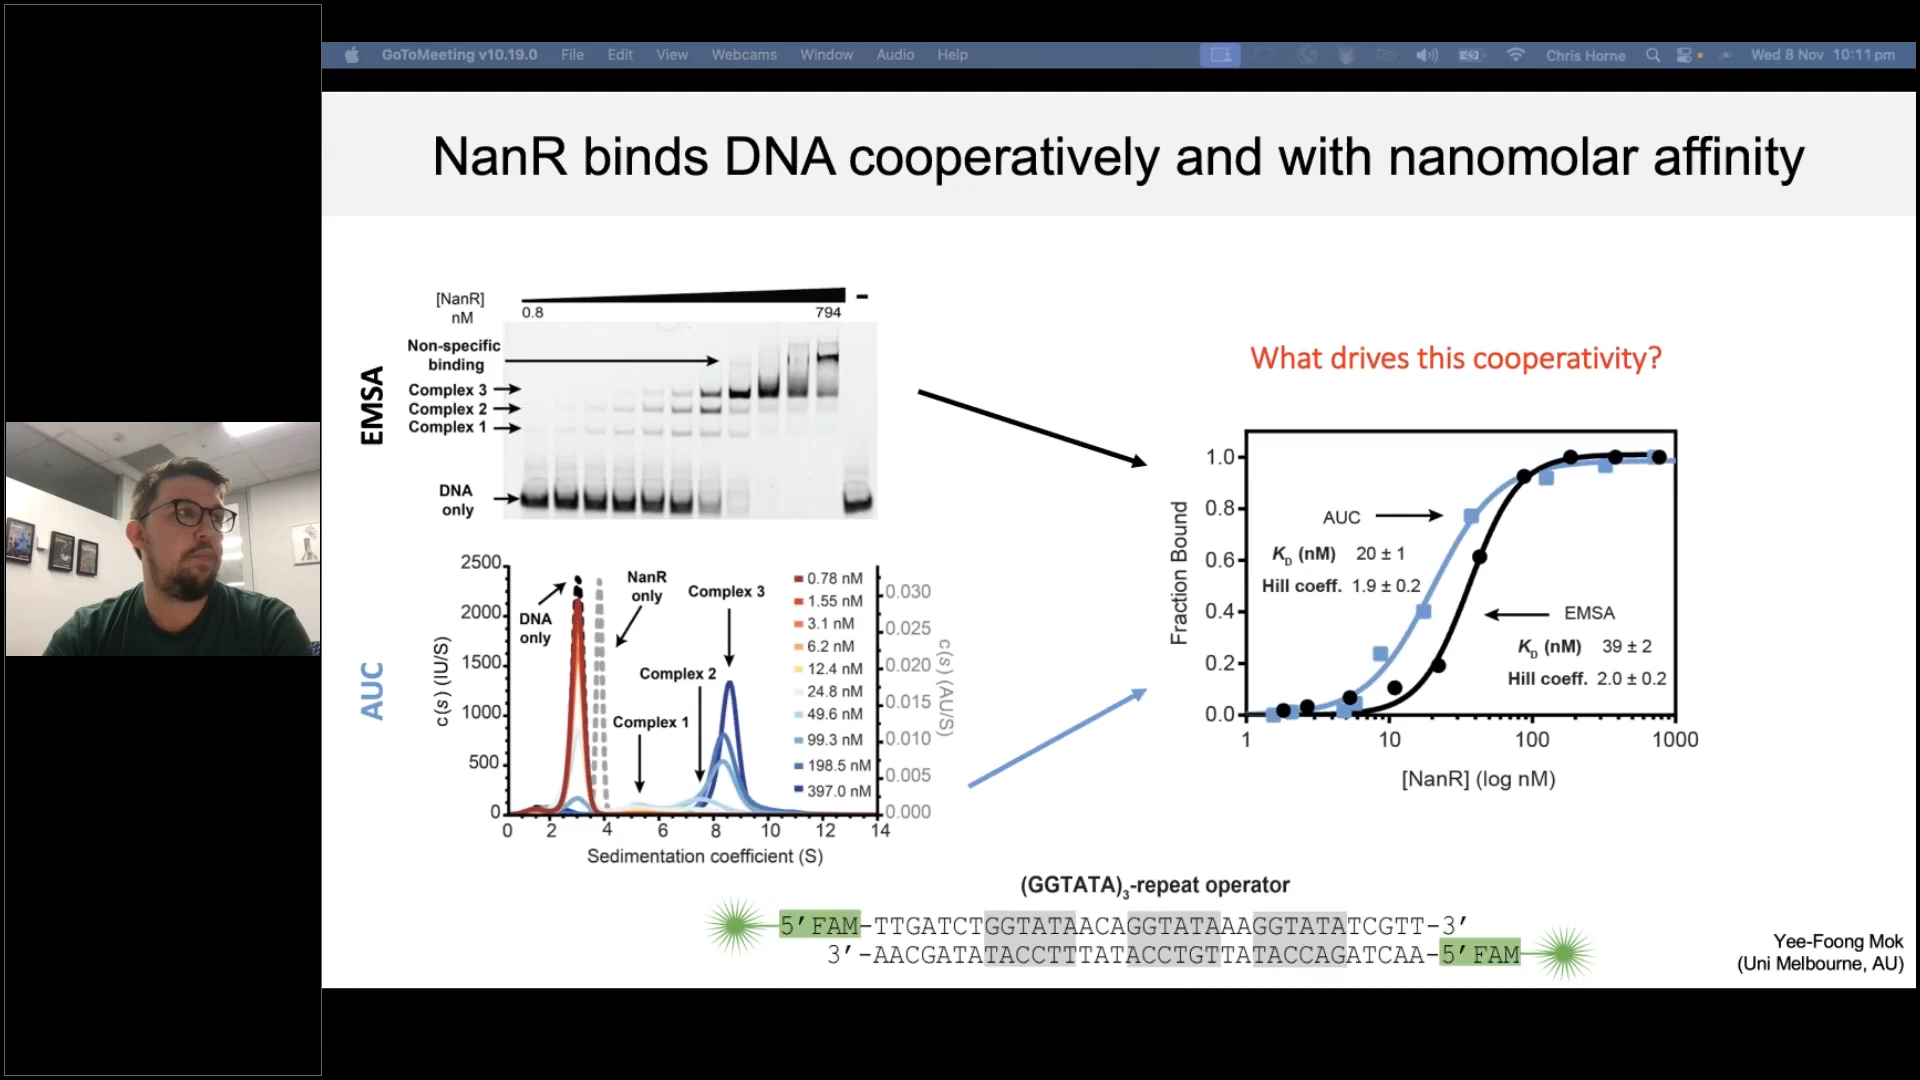 GoToMeeting v10.19.0 File Edit View Webcams Window Audio Help Chris Horne Wed 8 Nov 10:11 pm
NanR binds DNA cooperatively and with nanomolar affinity
EMSA
[NanR]
nM
0.8
794
–
Non-specific
binding
Complex 3
Complex 2
Complex 1
DNA
only
AUC
c(s) (IU/S)
2500
2000
1500
1000
500
0
DNA
only
NanR
only
Complex 3
Complex 2
Complex 1
0.78 nM
1.55 nM
3.1 nM
6.2 nM
12.4 nM
24.8 nM
49.6 nM
99.3 nM
198.5 nM
397.0 nM
0.030
0.025
0.020
0.015
0.010
0.005
0.000
c(s) (AU/S)
0 2 4 6 8 10 12 14
Sedimentation coefficient (S)
What drives this cooperativity?
Fraction Bound
1.0
0.8
0.6
0.4
0.2
0.0
AUC
KD (nM) 20 ± 1
Hill coeff. 1.9 ± 0.2
EMSA
KD (nM) 39 ± 2
Hill coeff. 2.0 ± 0.2
1 10 100 1000
[NanR] (log nM)
(GGTATA)3-repeat operator
5′FAM-TTGATCTGGTATAACAGGTATAAAGGTATATCGTT-3′
3′-AACGATATACCTTTATACCTGTTATACCAGATCAA-5′FAM
Yee-Foong Mok
(Uni Melbourne, AU)